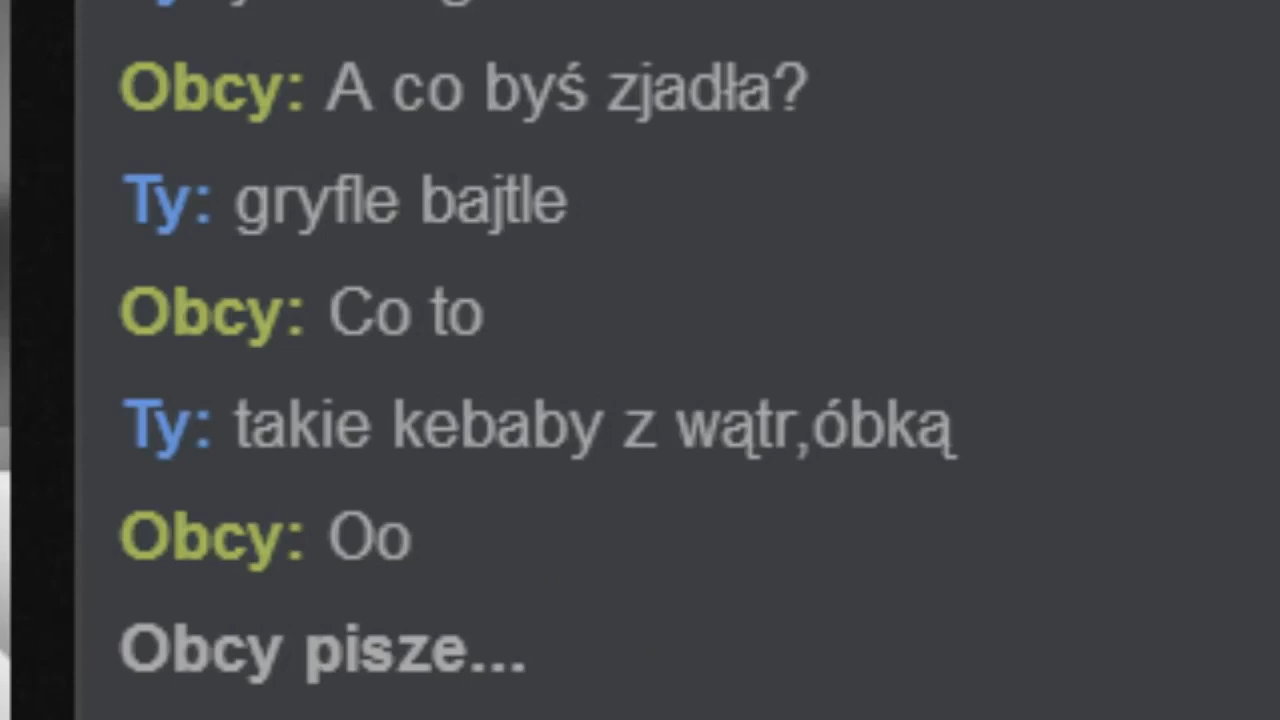 Obcy: A co byś zjadła?
Ty: gryfle bajtle
Obcy: Co to
Ty: takie kebaby z wątr,óbką
Obcy: Oo
Obcy pisze...